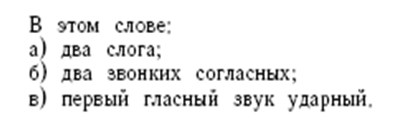 В этом слове:
а) два слога;
б) два звонких согласных;
в) первый гласный звук ударный.